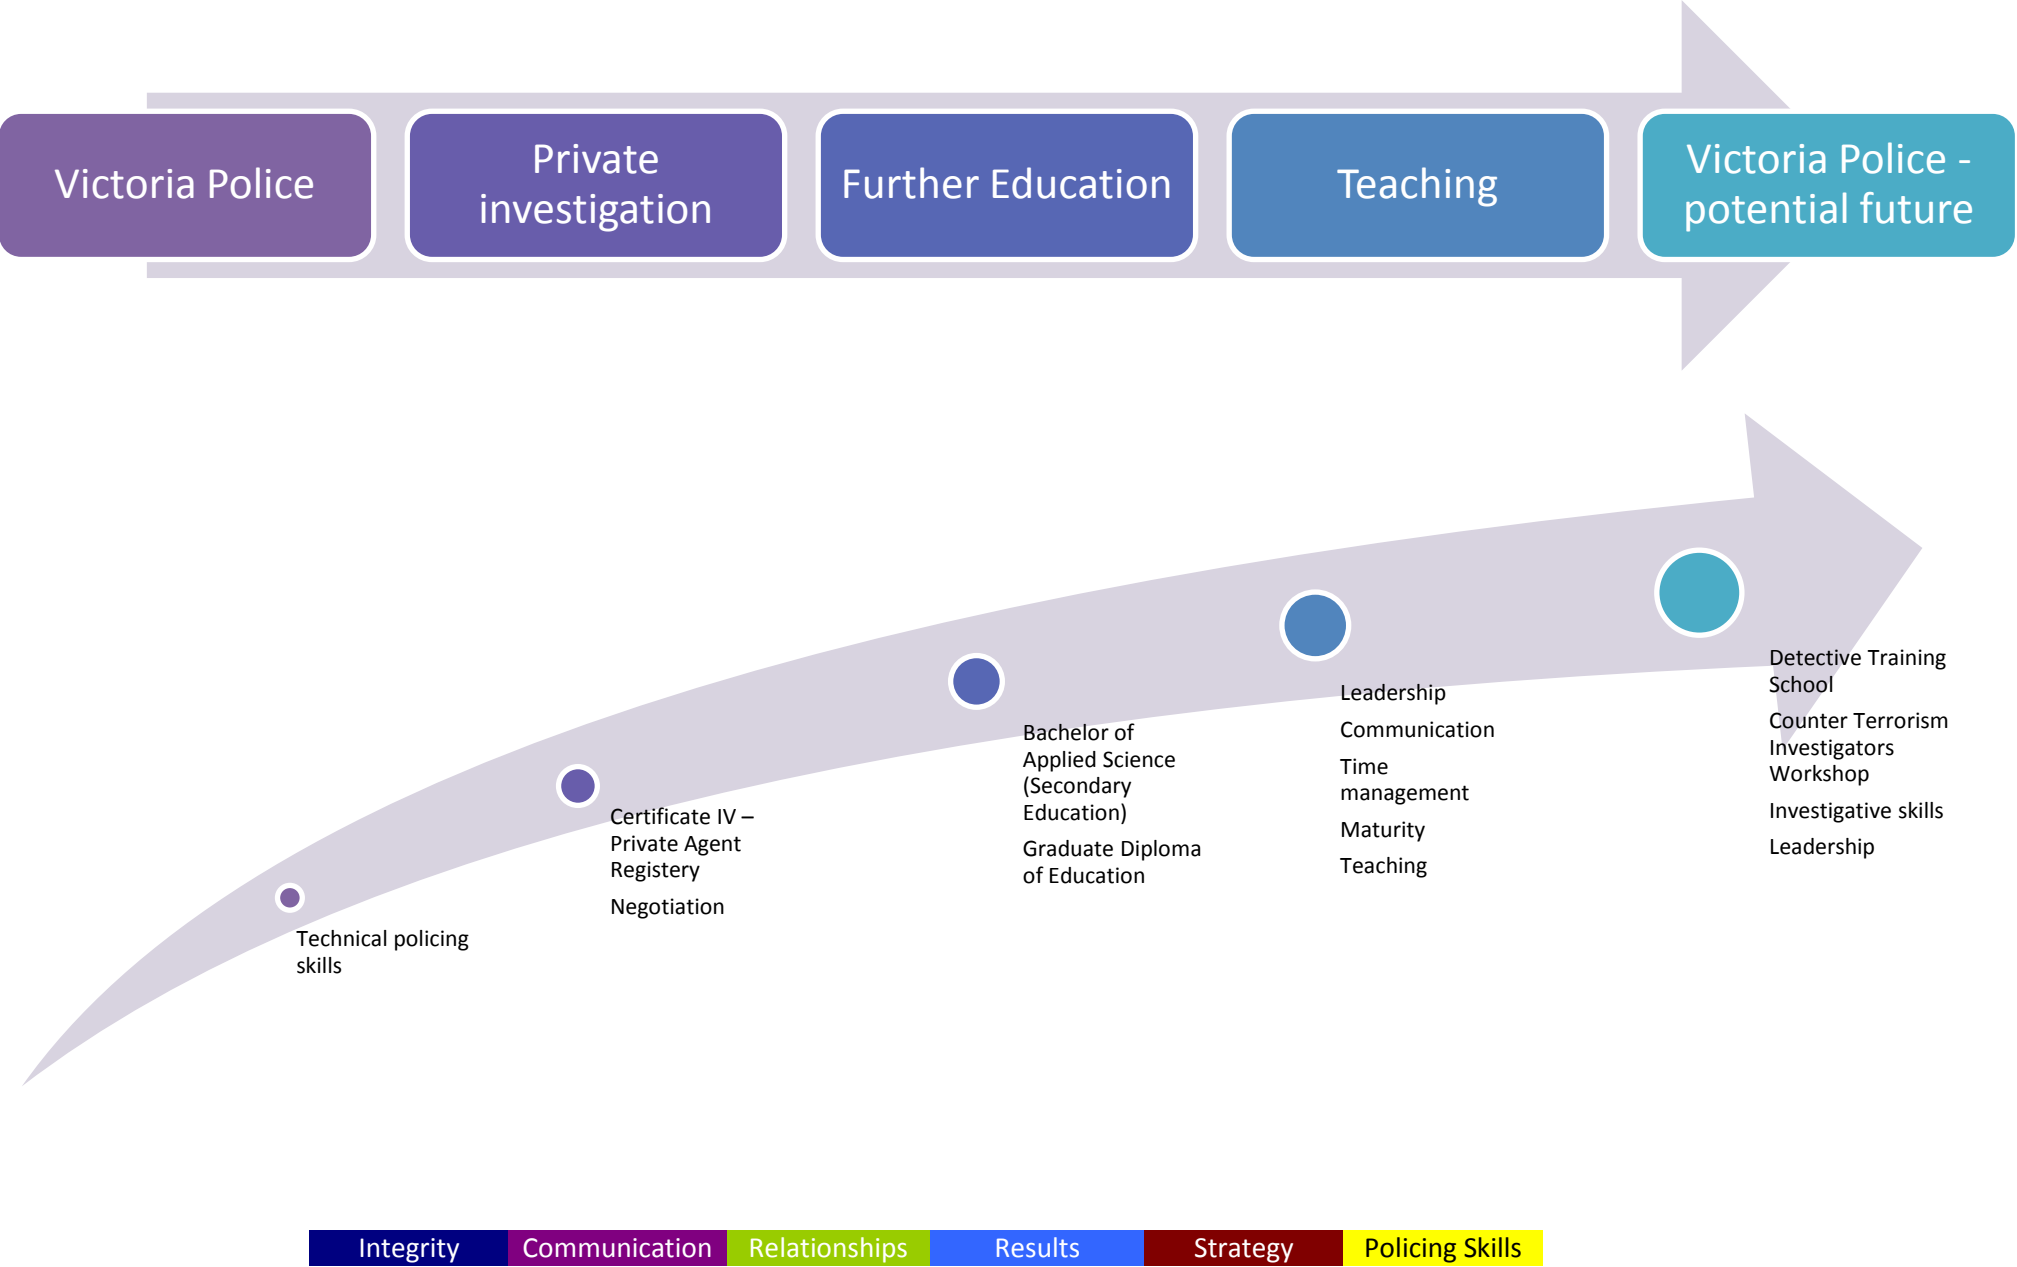 Victoria Police
Private
investigation
Further Education
Teaching
Victoria Police -
potential future
Technical policing
skills
Certificate IV –
Private Agent
Registery
Negotiation
Bachelor of
Applied Science
(Secondary
Education)
Graduate Diploma
of Education
Leadership
Communication
Time
management
Maturity
Teaching
Detective Training
School
Counter Terrorism
Investigators
Workshop
Investigative skills
Leadership
Integrity
Communication
Relationships
Results
Strategy
Policing Skills